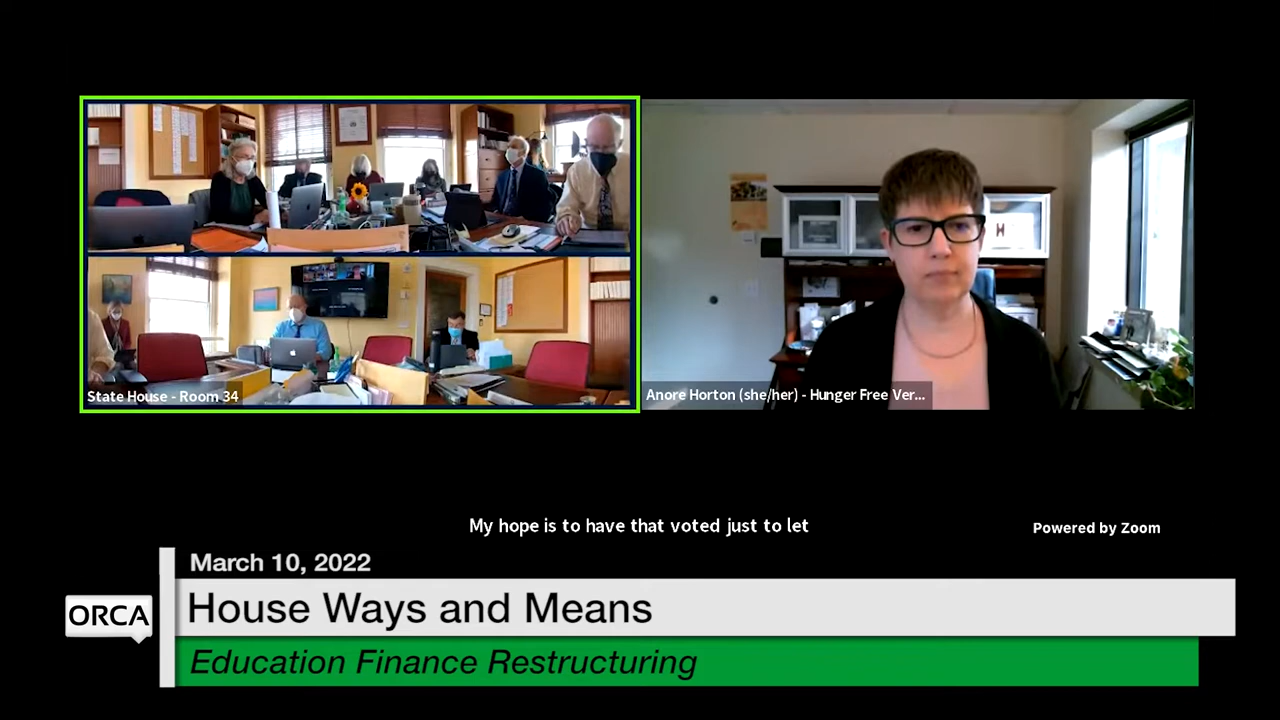 State House - Room 34
Anore Horton (she/her) - Hunger Free Ver...
My hope is to have that voted just to let
Powered by Zoom
March 10, 2022
ORCA
House Ways and Means
Education Finance Restructuring